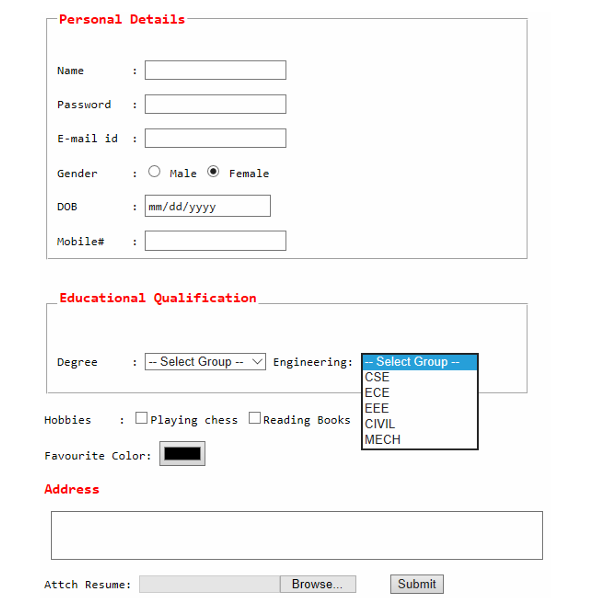 Personal Details
Name :
Password :
E-mail id :
Gender : Male Female
DOB : mm/dd/yyyy
Mobile# :
Educational Qualification
Degree : -- Select Group -- Engineering: -- Select Group --
CSE
ECE
EEE
CIVIL
MECH
Hobbies : Playing chess Reading Books
Favourite Color:
Address
Attch Resume: Browse... Submit